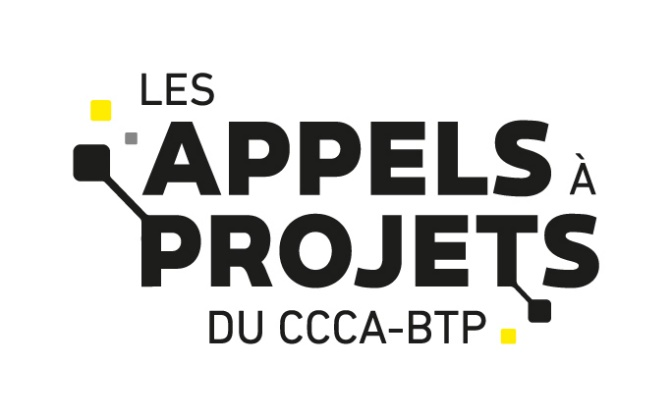 LES
APPELS À
PROJETS
DU CCCA-BTP